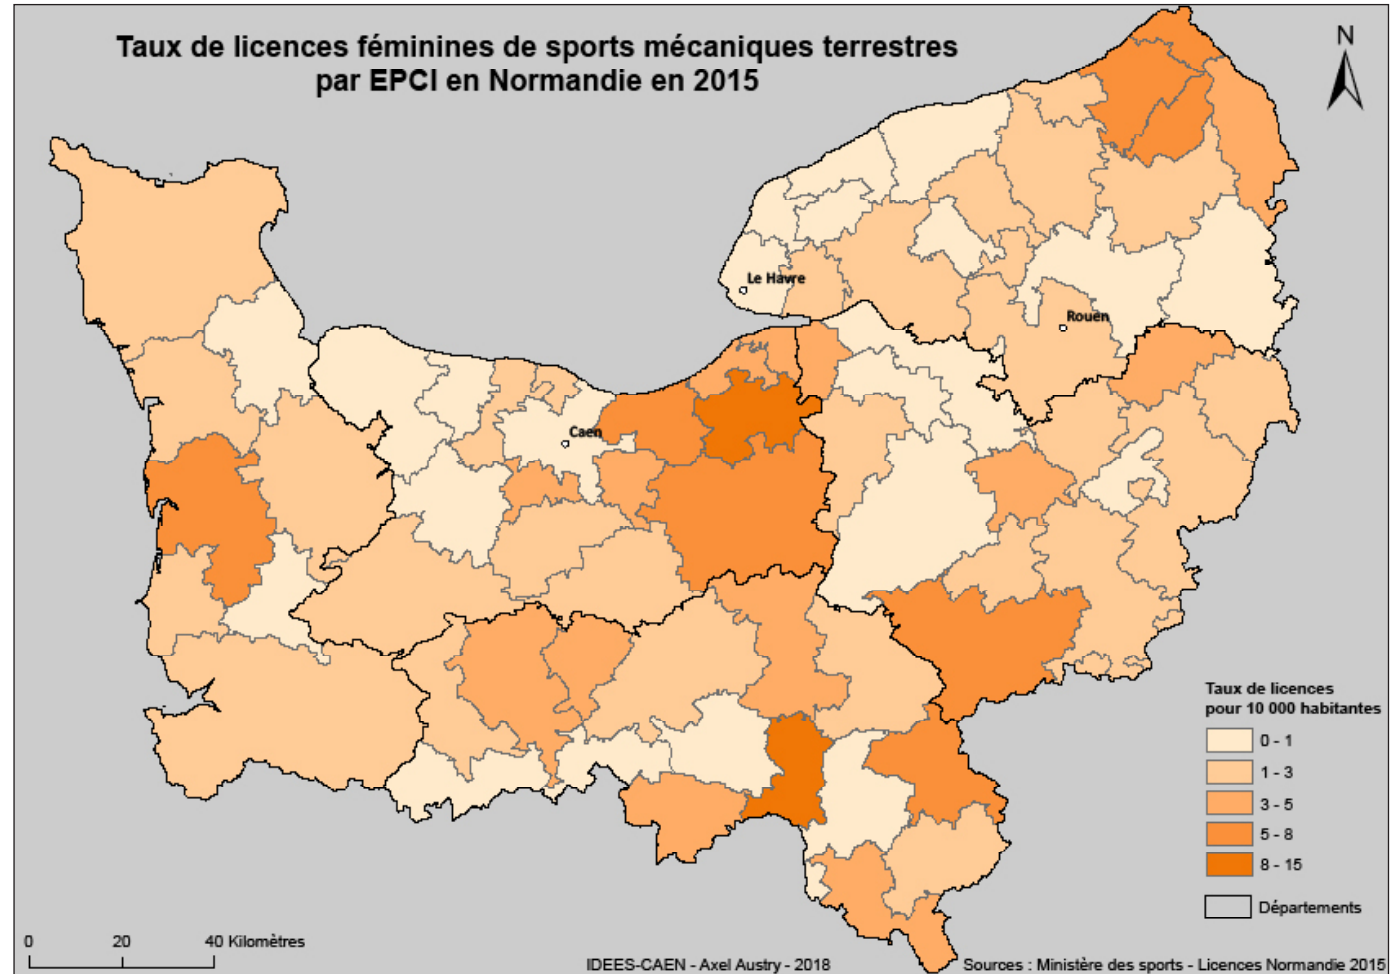 Taux de licences féminines de sports mécaniques terrestres
par EPCI en Normandie en 2015
N
Le Havre
Rouen
Caen
Taux de licences
pour 10 000 habitantes
0 - 1
1 - 3
3 - 5
5 - 8
8 - 15
Départements
0 20 40 Kilomètres
IDEES-CAEN - Axel Austry - 2018
Sources : Ministère des sports - Licences Normandie 2015